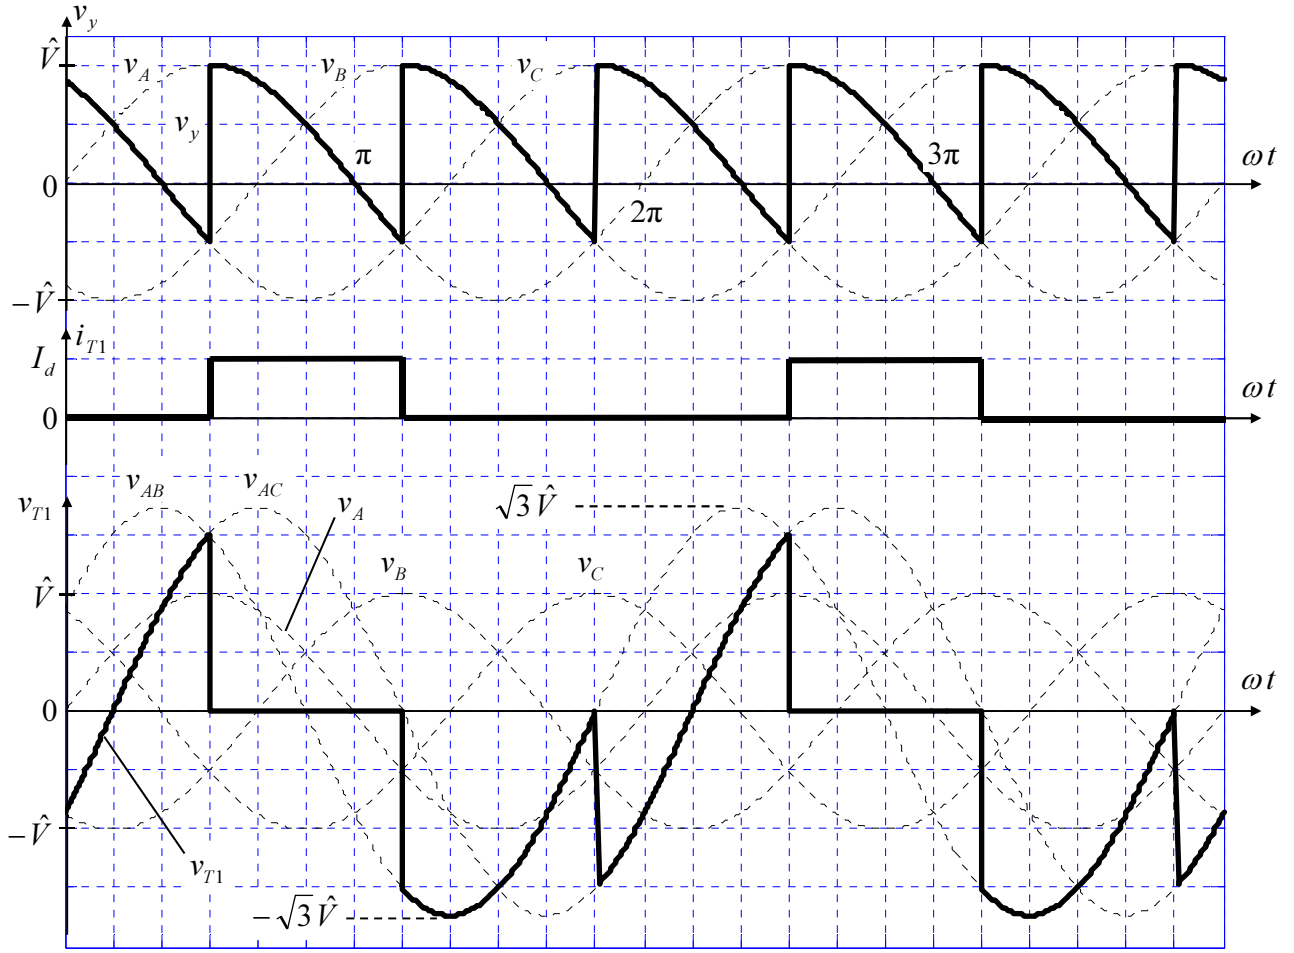 v_y
V̂
v_A
v_B
v_C
v_y
π
3π
ωt
0
2π
−V̂
i_T1
I_d
0
ωt
v_AB
v_AC
v_T1
v_A
√3 V̂
v_B
v_C
V̂
0
ωt
−V̂
v_T1
−√3 V̂